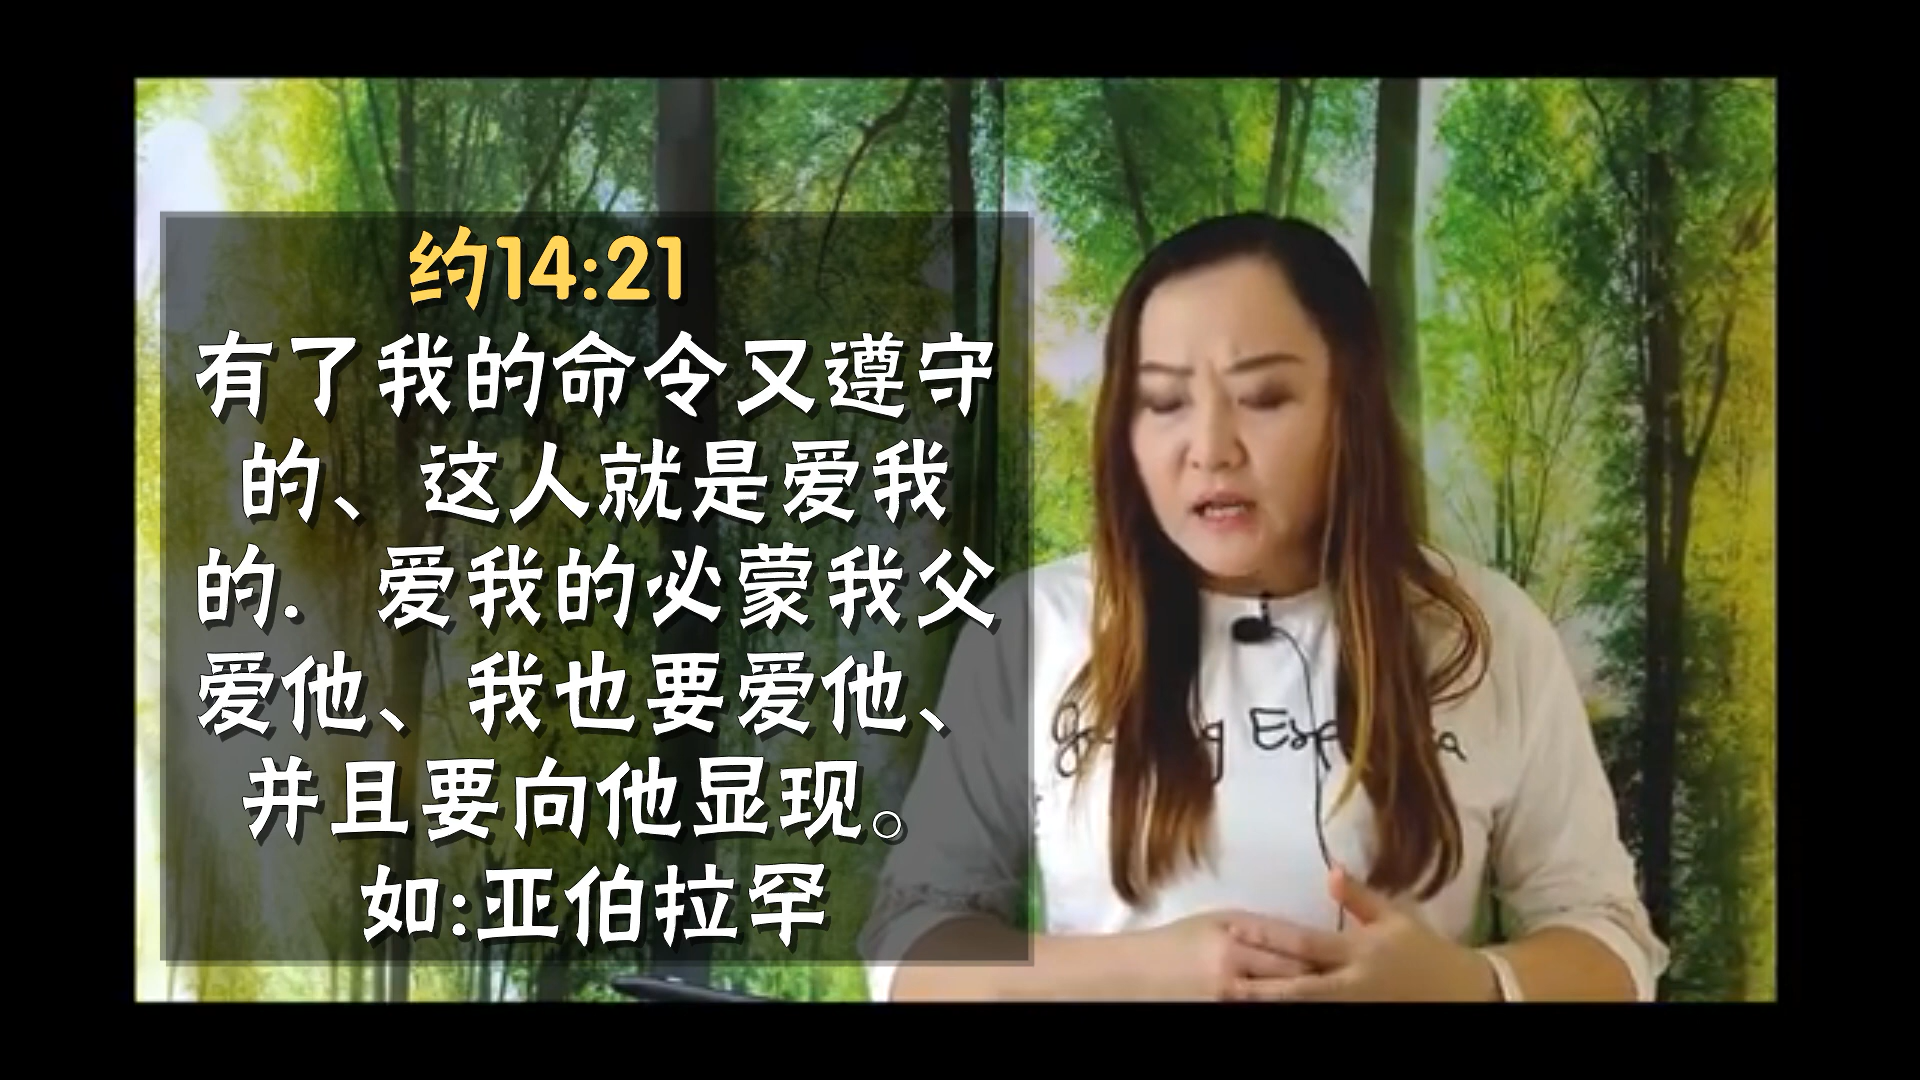 约14:21
有了我的命令又遵守
的、这人就是爱我
的. 爱我的必蒙我父
爱他、我也要爱他、
并且要向他显现。
如:亚伯拉罕